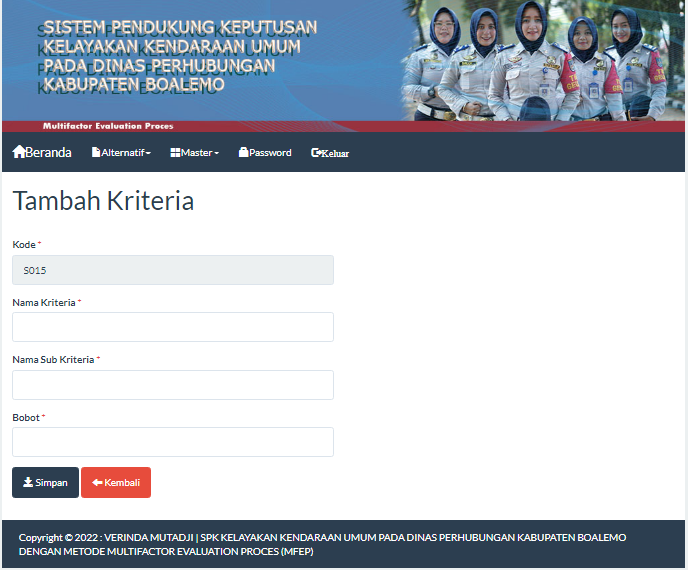 SISTEM PENDUKUNG KEPUTUSAN
KELAYAKAN KENDARAAN UMUM
PADA DINAS PERHUBUNGAN
KABUPATEN BOALEMO
Multifactor Evaluation Proces
Beranda Alternatif Master Password Keluar
Tambah Kriteria
Kode *
S015
Nama Kriteria *
Nama Sub Kriteria *
Bobot *
Simpan Kembali
Copyright © 2022 : VERINDA MUTADJI | SPK KELAYAKAN KENDARAAN UMUM PADA DINAS PERHUBUNGAN KABUPATEN BOALEMO
DENGAN METODE MULTIFACTOR EVALUATION PROCES (MFEP)